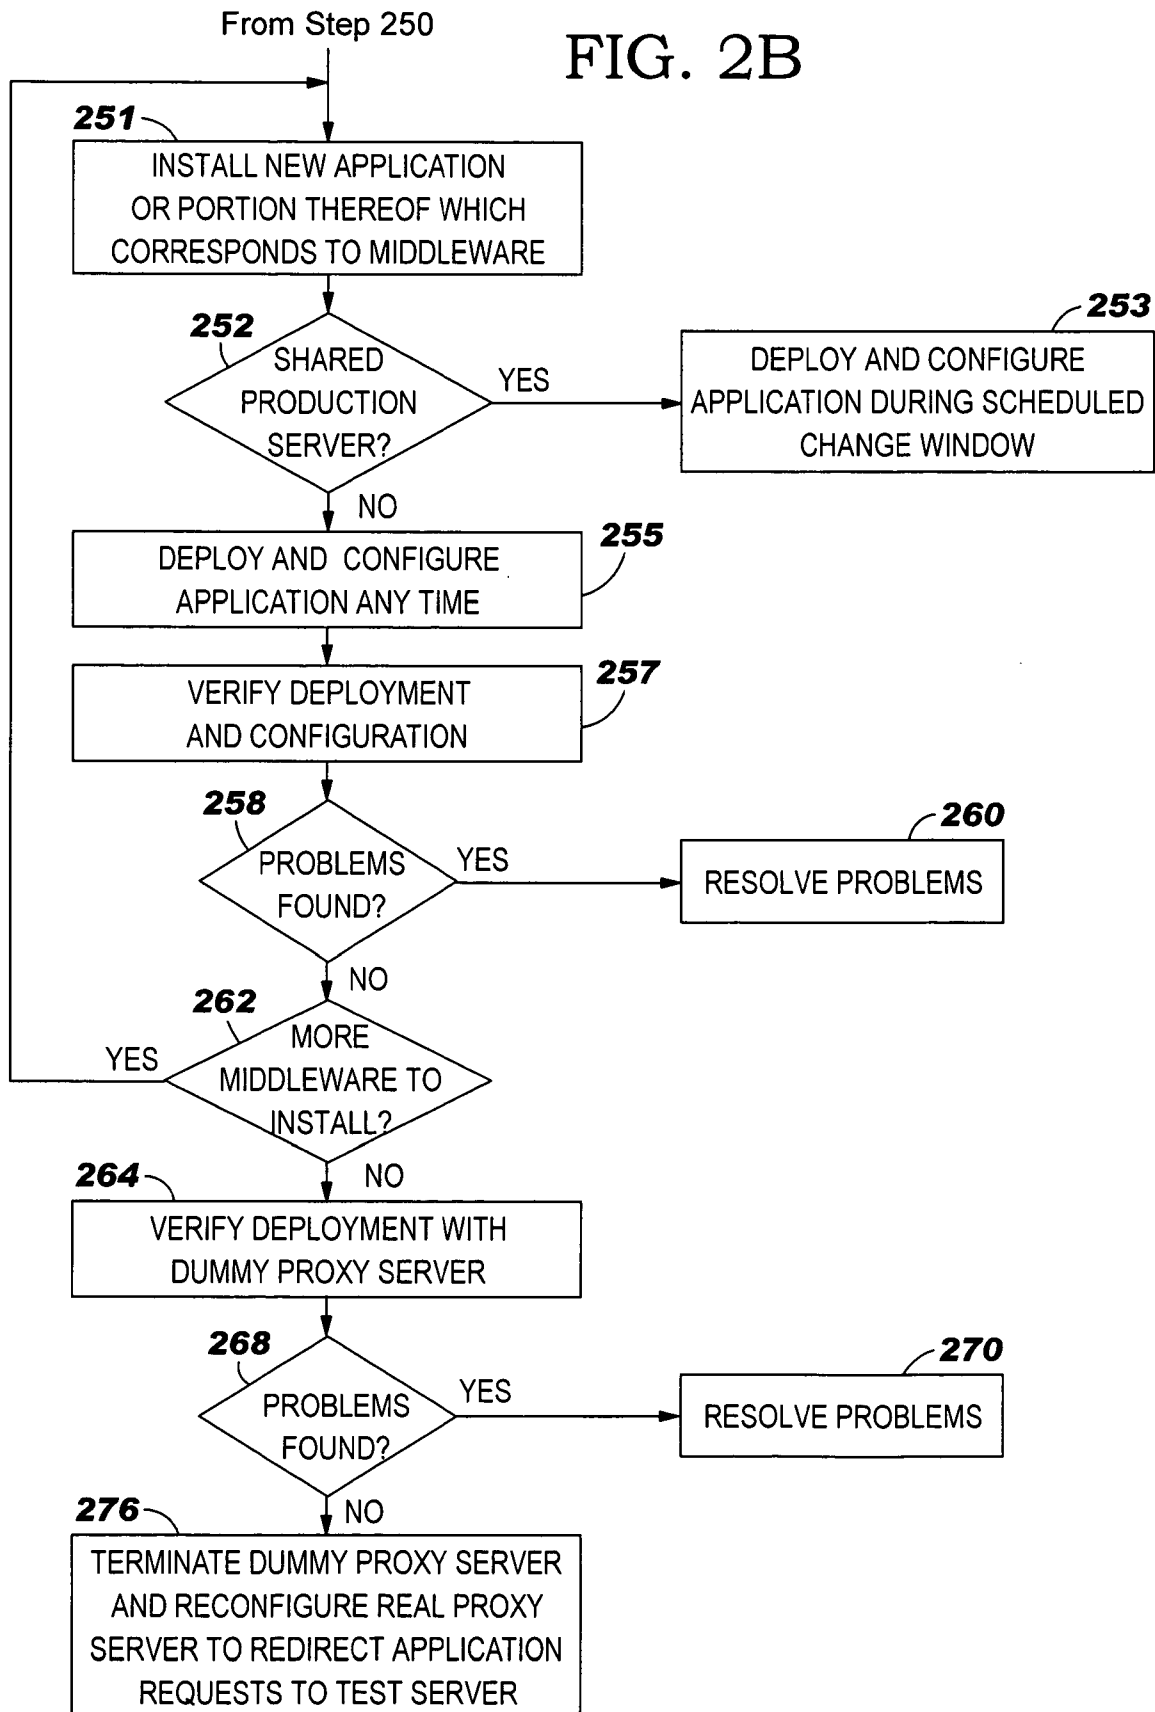 From Step 250
FIG. 2B
251
INSTALL NEW APPLICATION
OR PORTION THEREOF WHICH
CORRESPONDS TO MIDDLEWARE
252
SHARED
PRODUCTION
SERVER?
YES
253
DEPLOY AND CONFIGURE
APPLICATION DURING SCHEDULED
CHANGE WINDOW
NO
255
DEPLOY AND CONFIGURE
APPLICATION ANY TIME
257
VERIFY DEPLOYMENT
AND CONFIGURATION
258
PROBLEMS
FOUND?
YES
260
RESOLVE PROBLEMS
NO
262
MORE
MIDDLEWARE TO
INSTALL?
YES
NO
264
VERIFY DEPLOYMENT WITH
DUMMY PROXY SERVER
268
PROBLEMS
FOUND?
YES
270
RESOLVE PROBLEMS
NO
276
TERMINATE DUMMY PROXY SERVER
AND RECONFIGURE REAL PROXY
SERVER TO REDIRECT APPLICATION
REQUESTS TO TEST SERVER